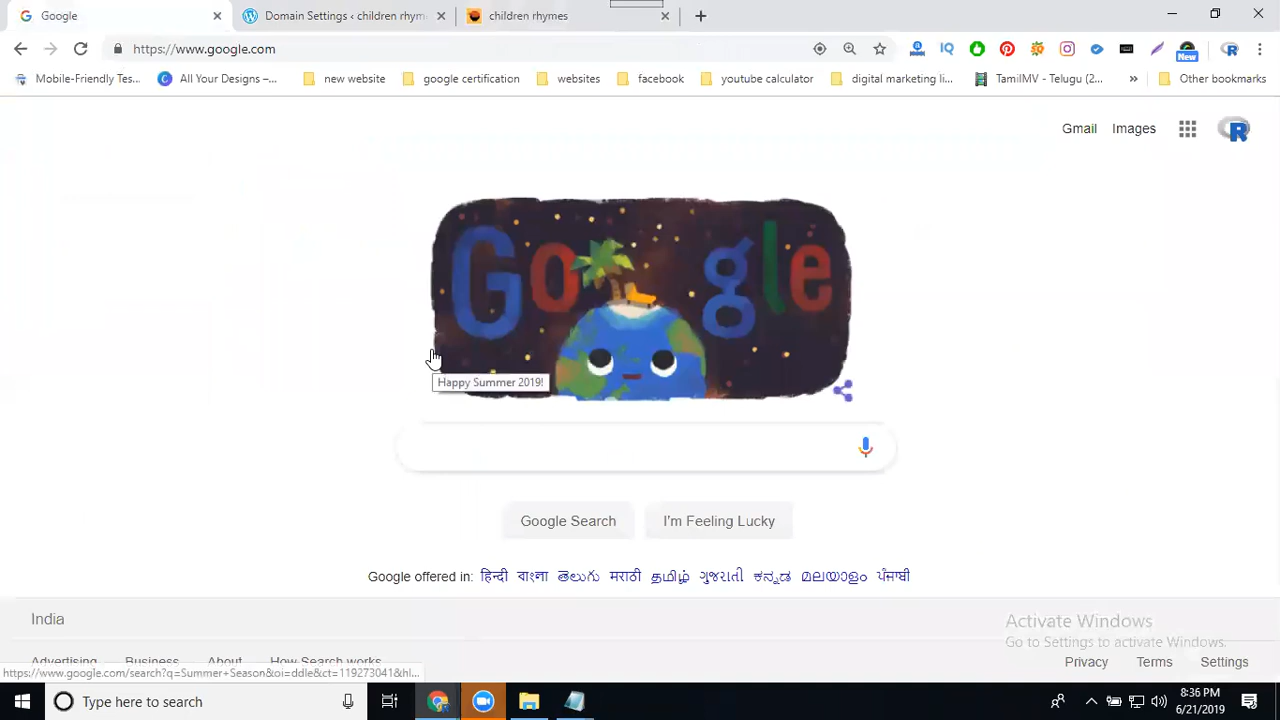 Google
Domain Settings ‹ children rhym
children rhymes
https://www.google.com
New
Mobile-Friendly Tes...
All Your Designs –...
new website
google certification
websites
facebook
youtube calculator
digital marketing li...
TamilMV - Telugu (2...
Other bookmarks
Gmail
Images
Google
Happy Summer 2019!
Google Search
I'm Feeling Lucky
Google offered in: हिन्दी বাংলা తెలుగు मराठी தமிழ் ગુજરાતી ಕನ್ನಡ മലയാളം ਪੰਜਾਬੀ
India
Activate Windows
Go to Settings to activate Windows.
Advertising Business About How Search works
Privacy Terms Settings
https://www.google.com/search?q=Summer+Season&oi=ddle&ct=119273041&hl...
Type here to search
8:36 PM
6/21/2019